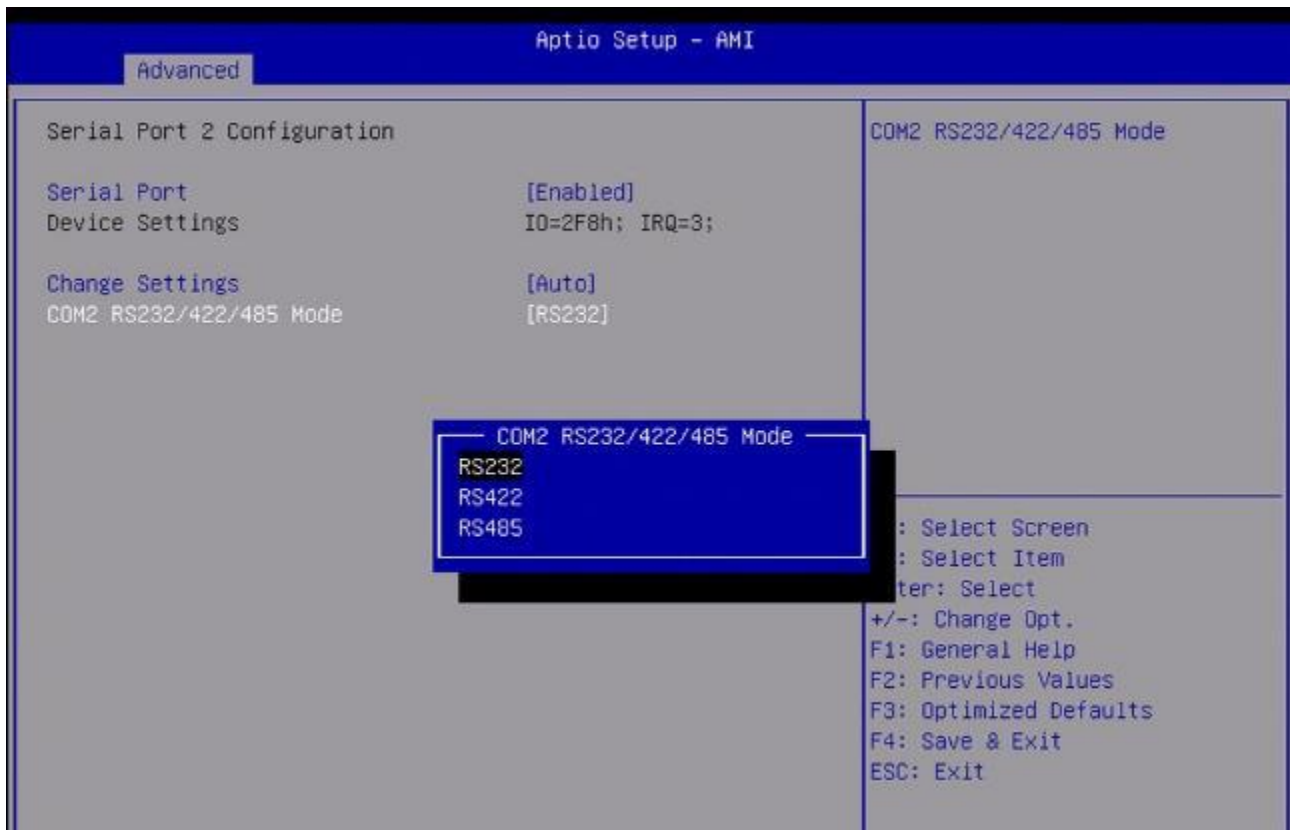 Aptio Setup – AMI
Advanced
Serial Port 2 Configuration
Serial Port [Enabled]
Device Settings IO=2F8h; IRQ=3;
Change Settings [Auto]
COM2 RS232/422/485 Mode [RS232]
COM2 RS232/422/485 Mode
RS232
RS422
RS485
COM2 RS232/422/485 Mode
: Select Screen
: Select Item
ter: Select
+/-: Change Opt.
F1: General Help
F2: Previous Values
F3: Optimized Defaults
F4: Save & Exit
ESC: Exit